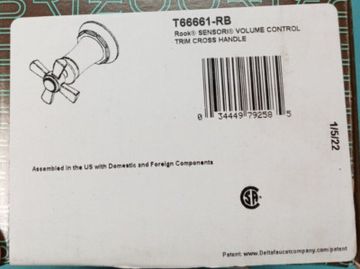 T66661-RB
Rook® SENSORI® VOLUME CONTROL
TRIM CROSS HANDLE
0 34449 79258 5
1/5/22
Assembled in the US with Domestic and Foreign Components
Patent: www.Deltafaucetcompany.com/patent